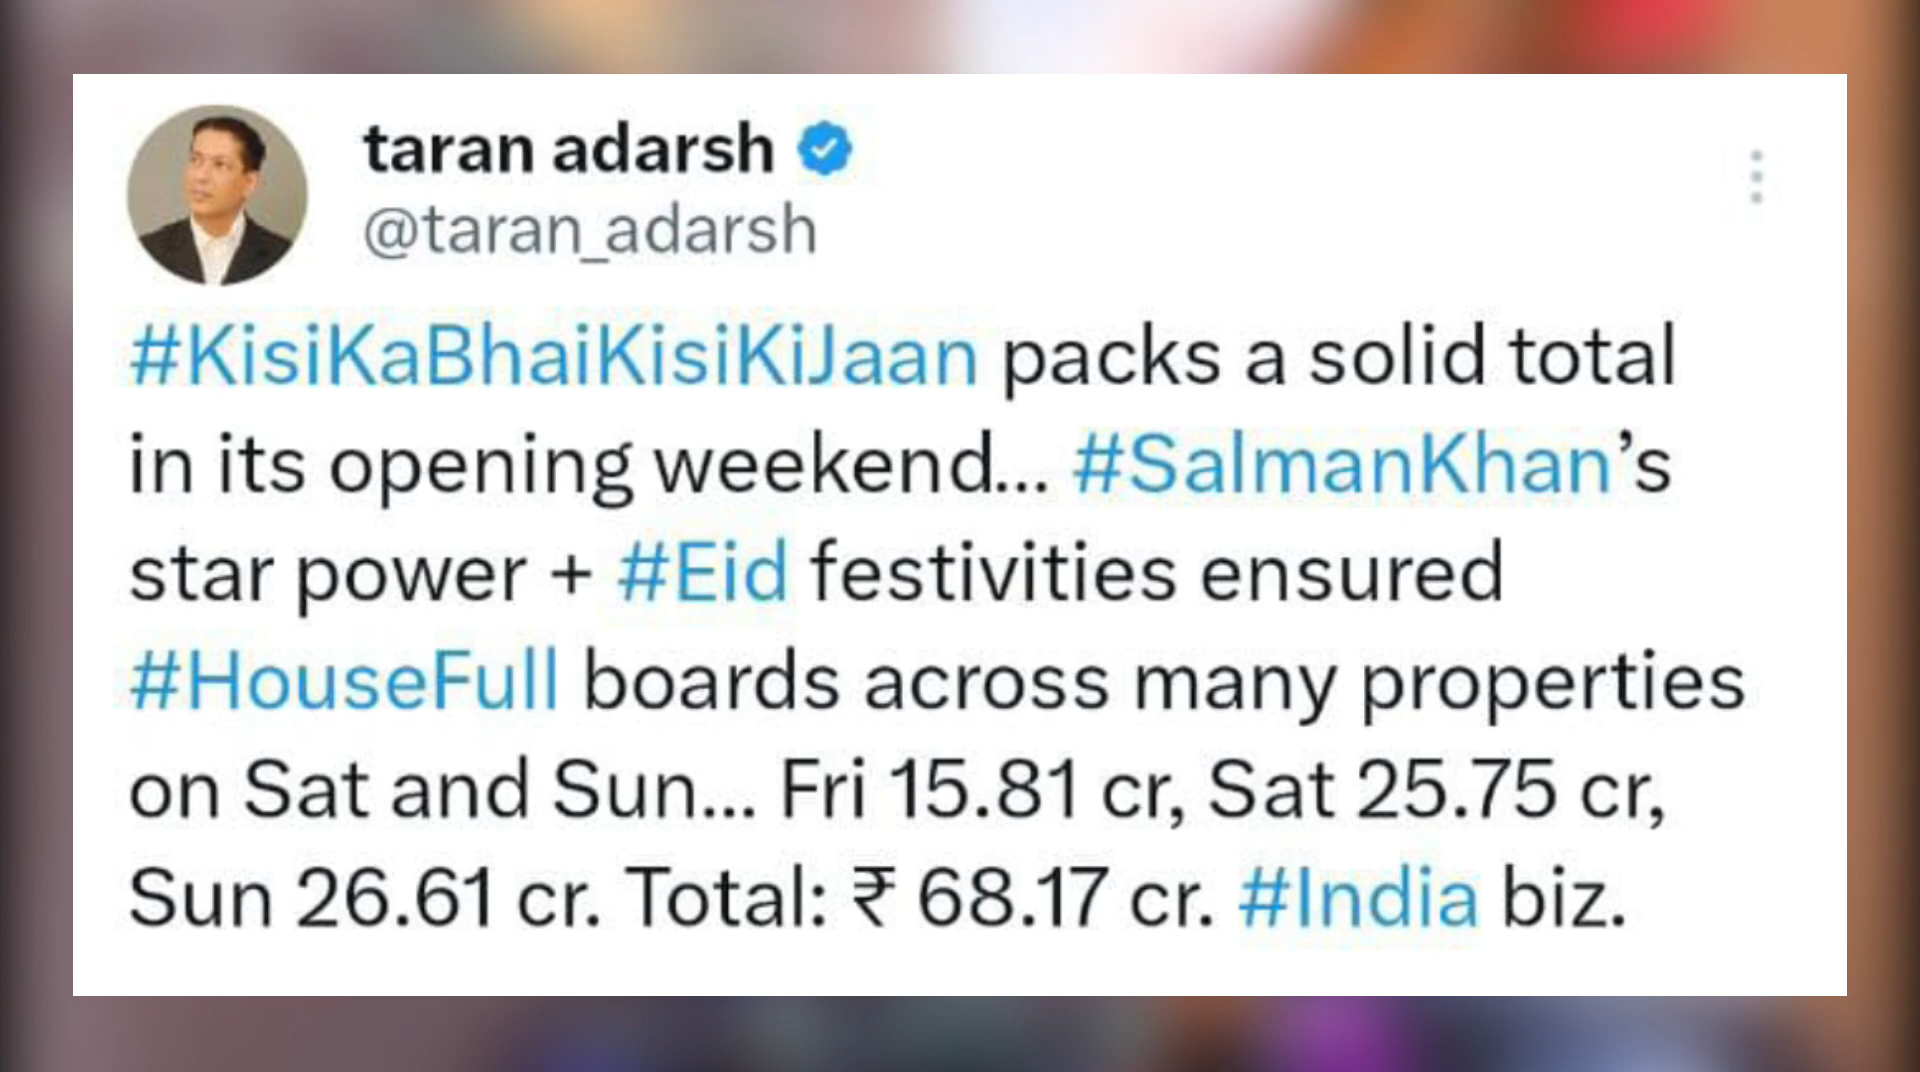 taran adarsh
@taran_adarsh
#KisiKaBhaiKisiKiJaan packs a solid total
in its opening weekend... #SalmanKhan’s
star power + #Eid festivities ensured
#HouseFull boards across many properties
on Sat and Sun... Fri 15.81 cr, Sat 25.75 cr,
Sun 26.61 cr. Total: ₹ 68.17 cr. #India biz.